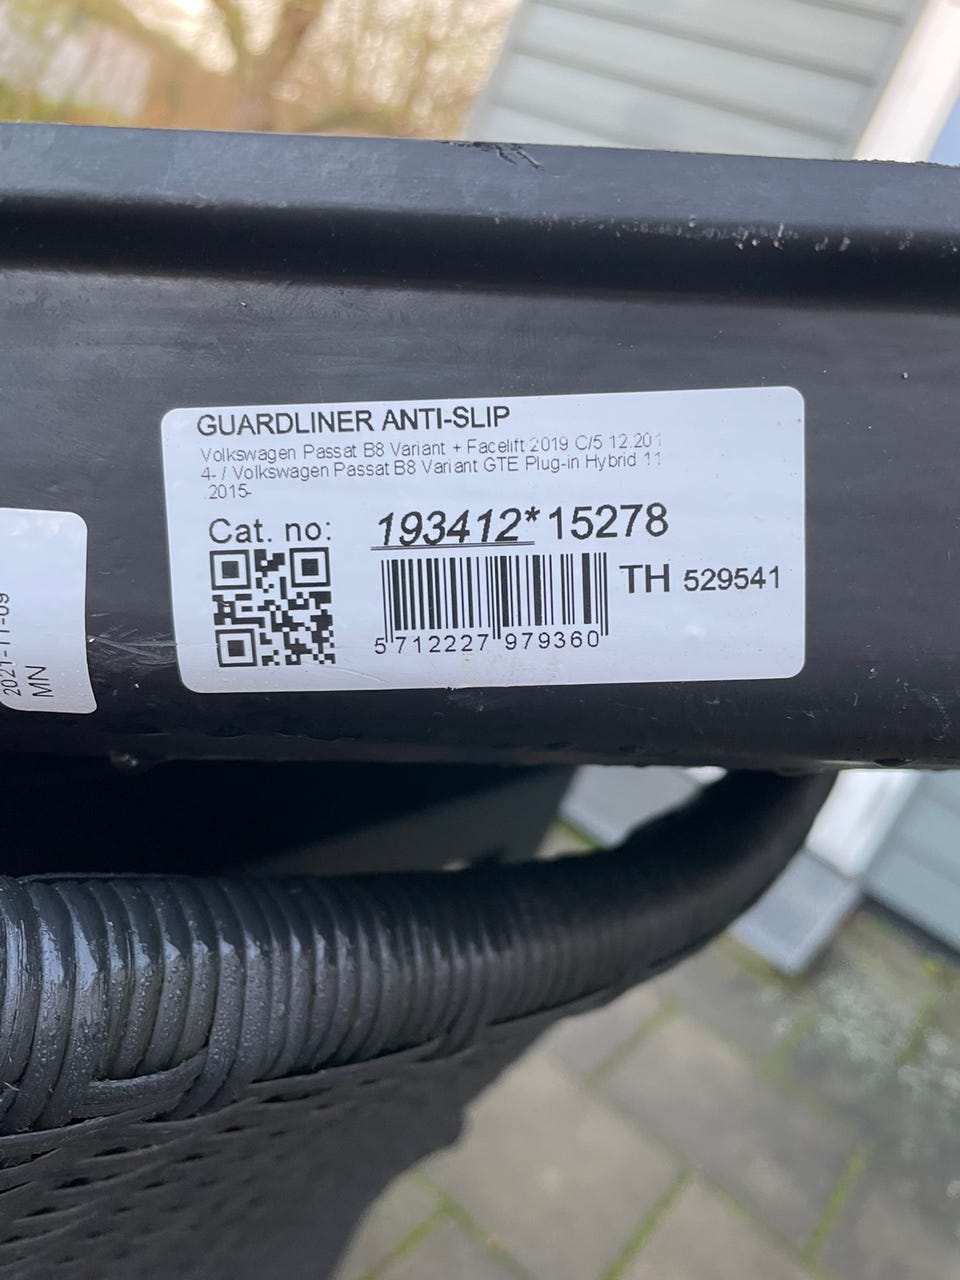 GUARDLINER ANTI-SLIP
Volkswagen Passat B8 Variant + Facelift 2019 C/5 12.201
4- / Volkswagen Passat B8 Variant GTE Plug-in Hybrid 11
.2015-
Cat. no: 193412*15278
TH 529541
5 712227 979360
2021-11-09
MN